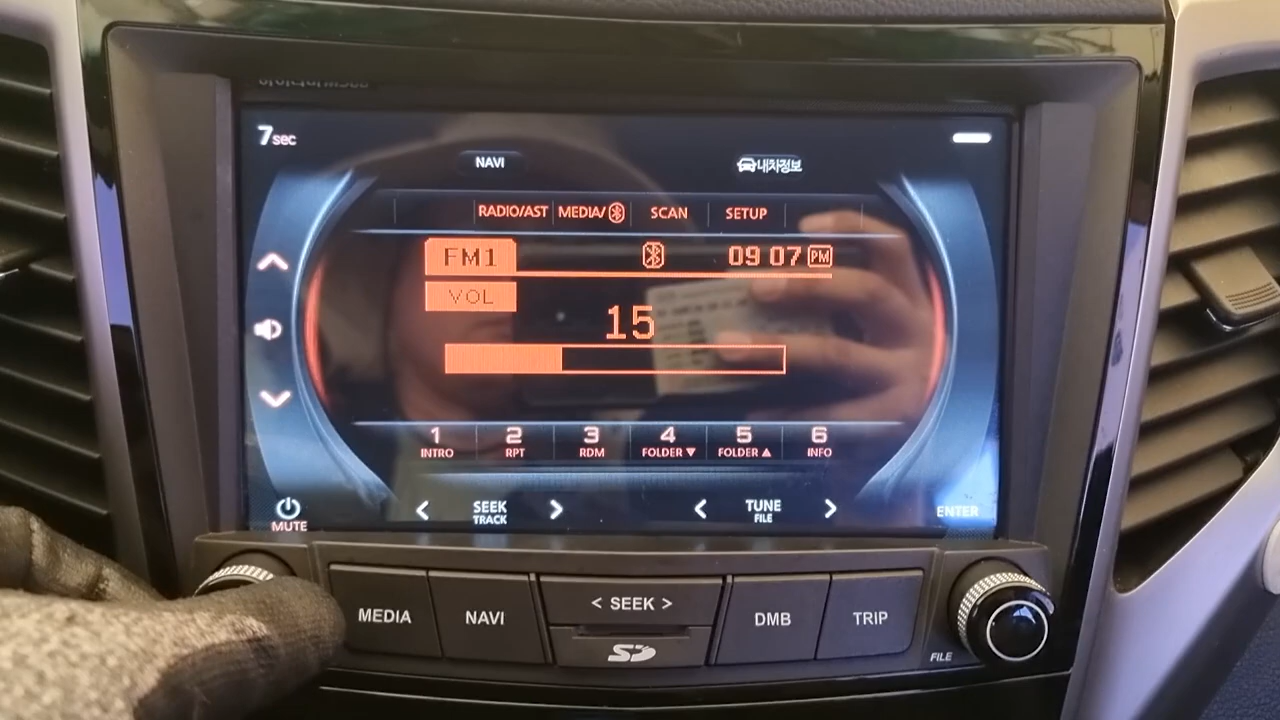 7sec
NAVI
내차정보
RADIO/AST MEDIA/ SCAN SETUP
FM1 09 07 PM
VOL
15
1 2 3 4 5 6
INTRO RPT RDM FOLDER▼ FOLDER▲ INFO
< SEEK > < TUNE >
TRACK FILE ENTER
MUTE
MEDIA NAVI < SEEK > DMB TRIP
SD
FILE